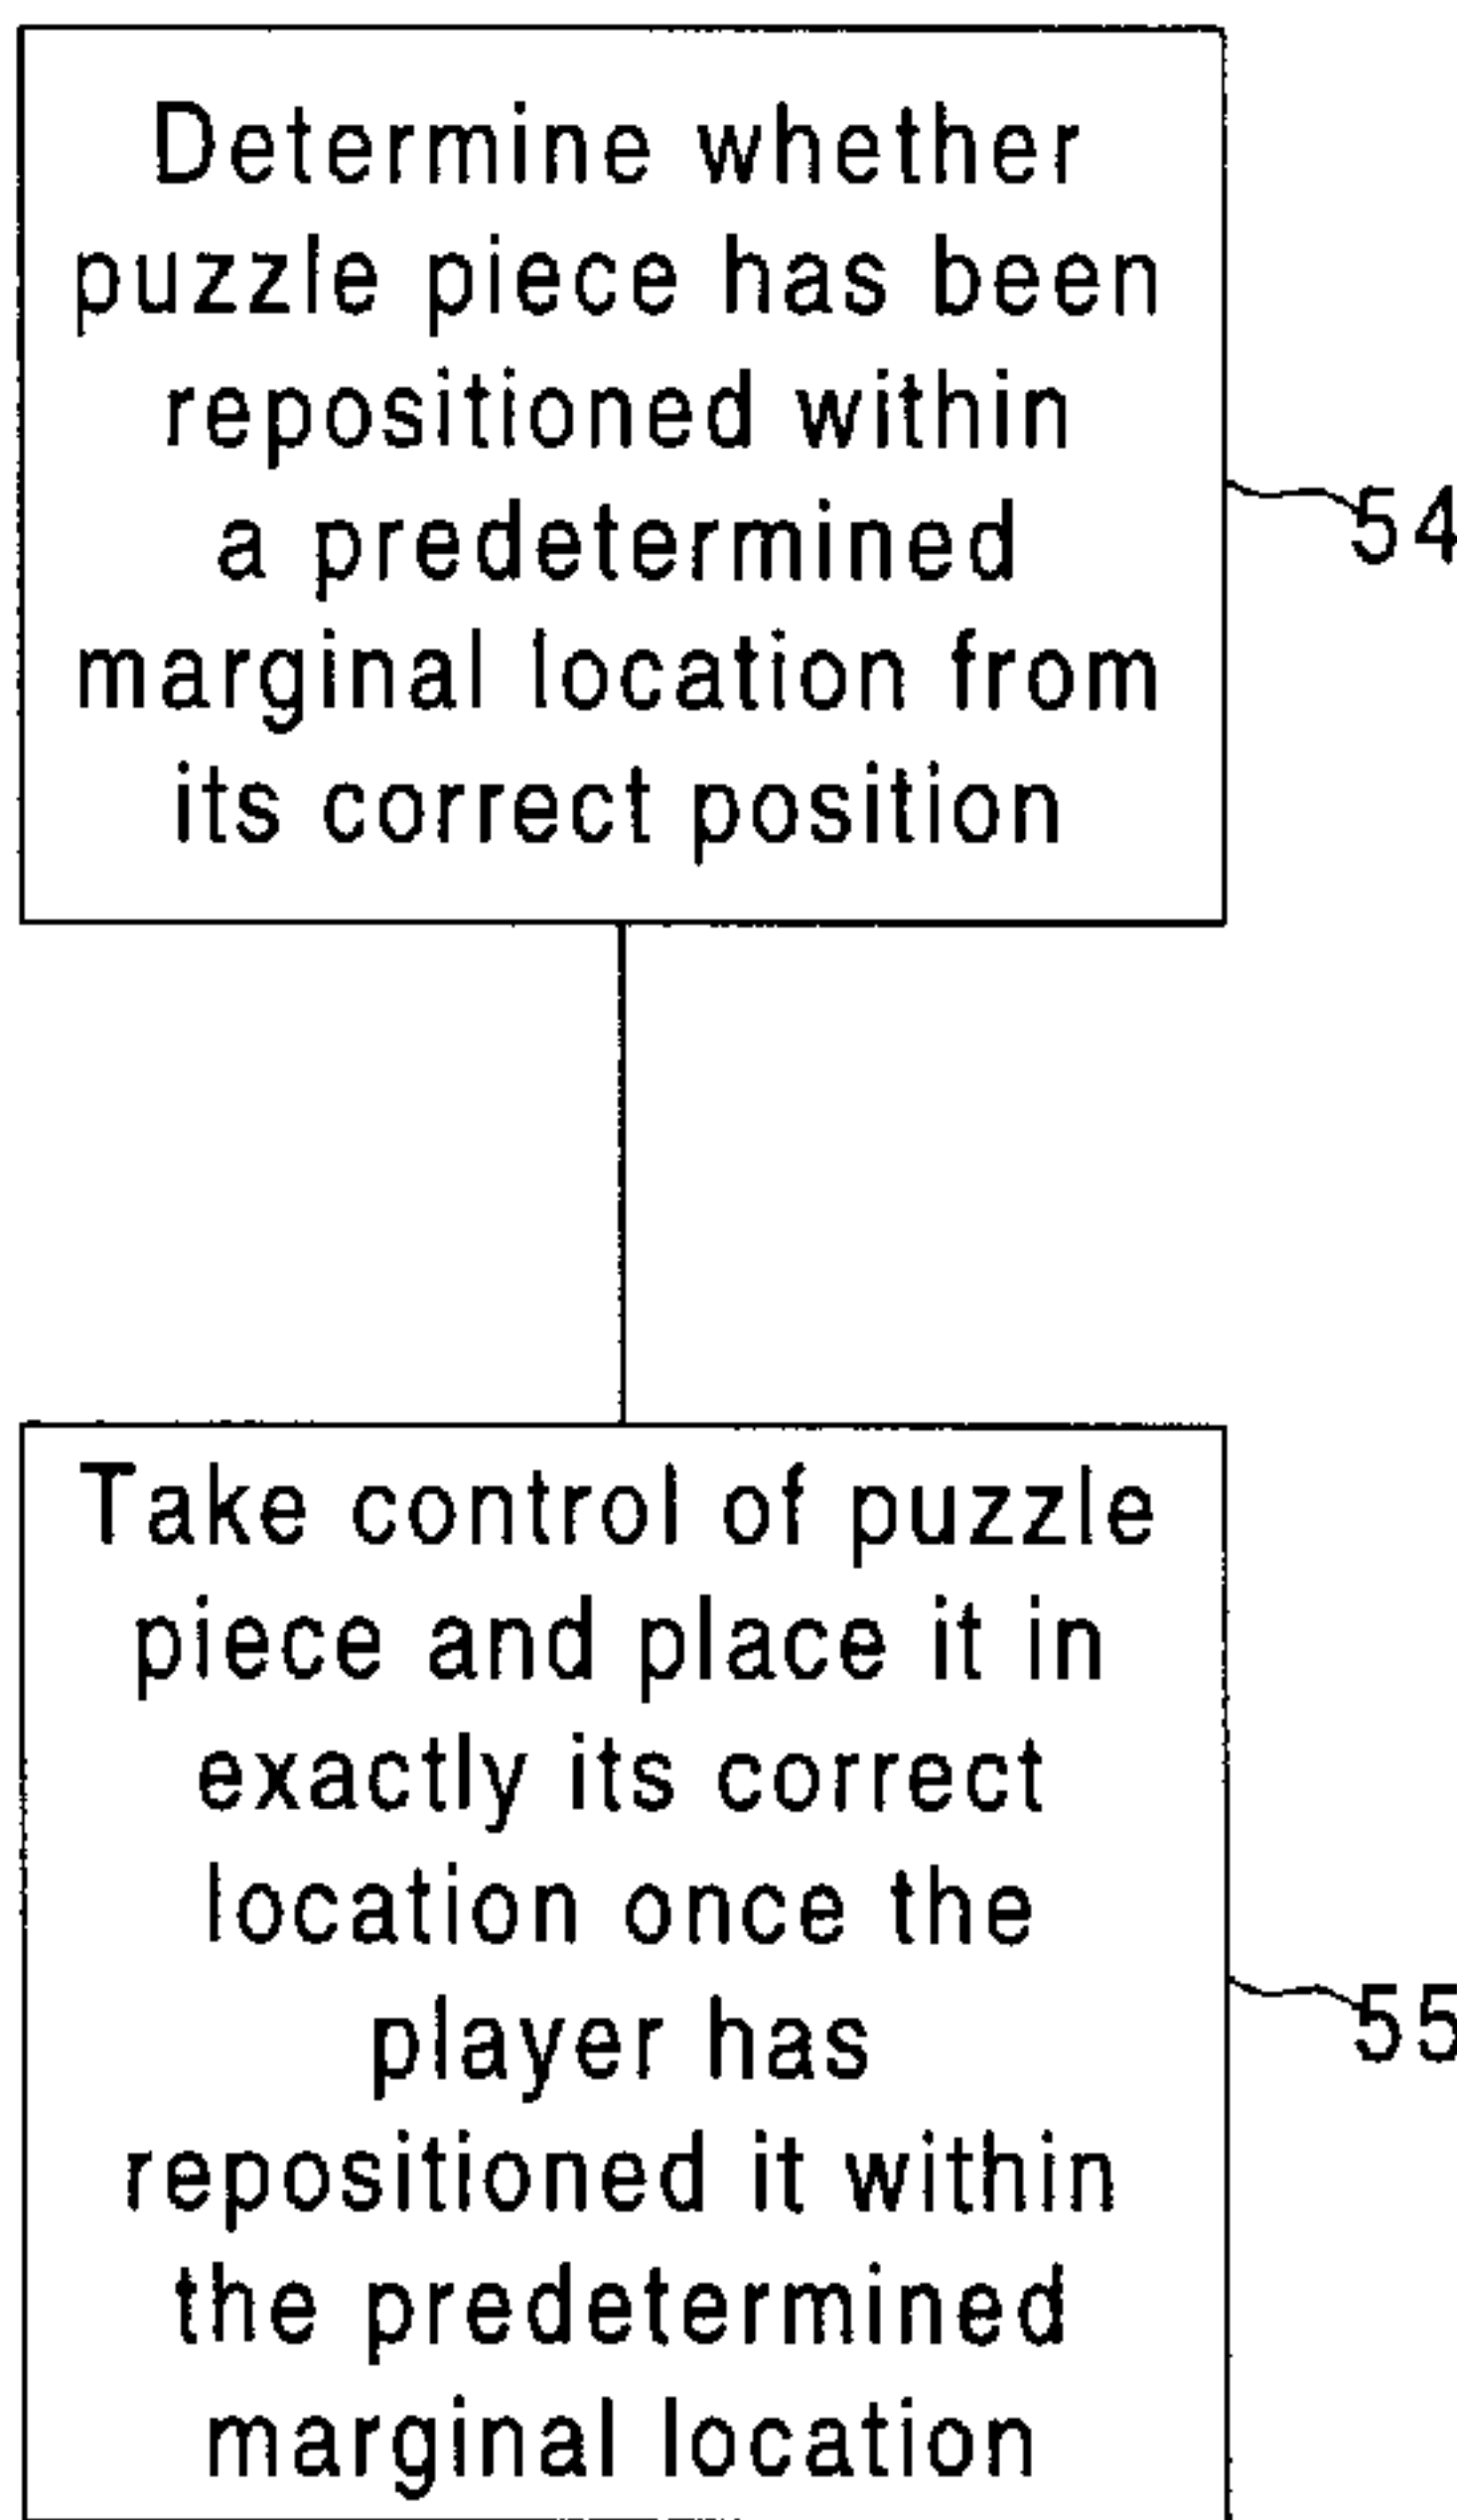 Determine whether
puzzle piece has been
repositioned within
a predetermined
marginal location from
its correct position
54
Take control of puzzle
piece and place it in
exactly its correct
location once the
player has
repositioned it within
the predetermined
marginal location
55